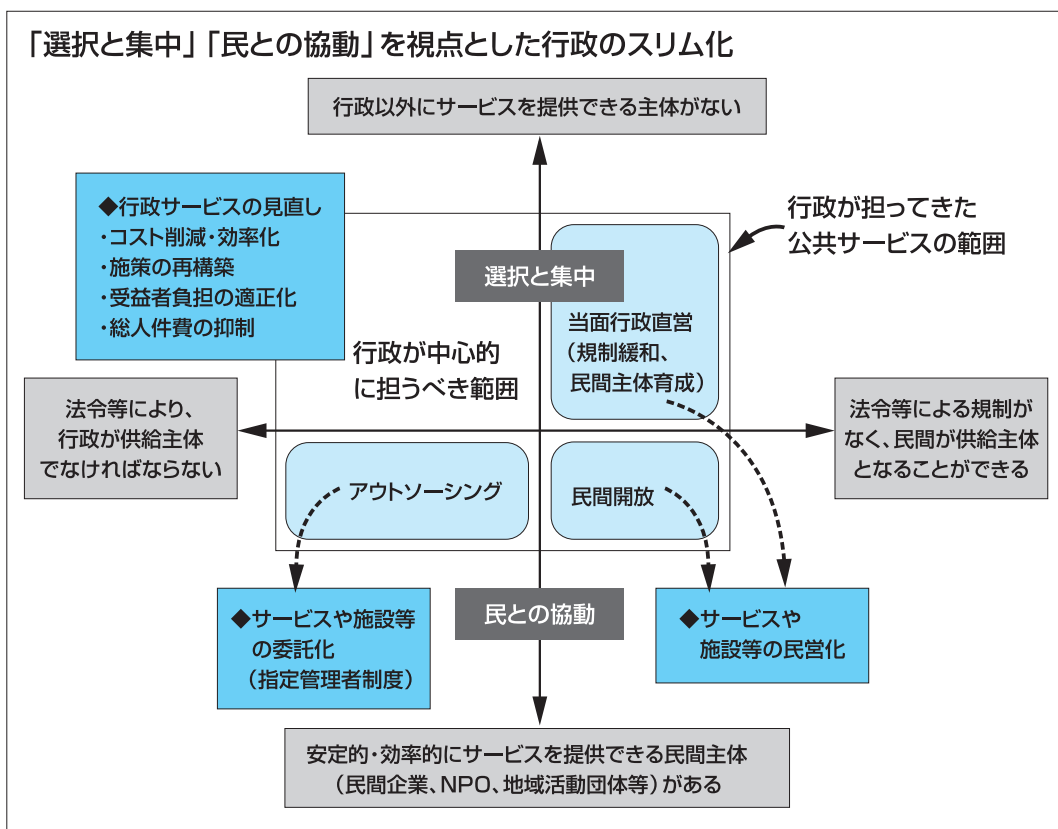 「選択と集中」「民との協動」を視点とした行政のスリム化
行政以外にサービスを提供できる主体がない
◆行政サービスの見直し
・コスト削減・効率化
・施策の再構築
・受益者負担の適正化
・総人件費の抑制
行政が担ってきた
公共サービスの範囲
選択と集中
当面行政直営
（規制緩和、
民間主体育成）
行政が中心的
に担うべき範囲
法令等により、
行政が供給主体
でなければならない
法令等による規制が
なく、民間が供給主体
となることができる
アウトソーシング
民間開放
◆サービスや施設等
の委託化
（指定管理者制度）
民との協動
◆サービスや
施設等の民営化
安定的・効率的にサービスを提供できる民間主体
（民間企業、NPO、地域活動団体等）がある